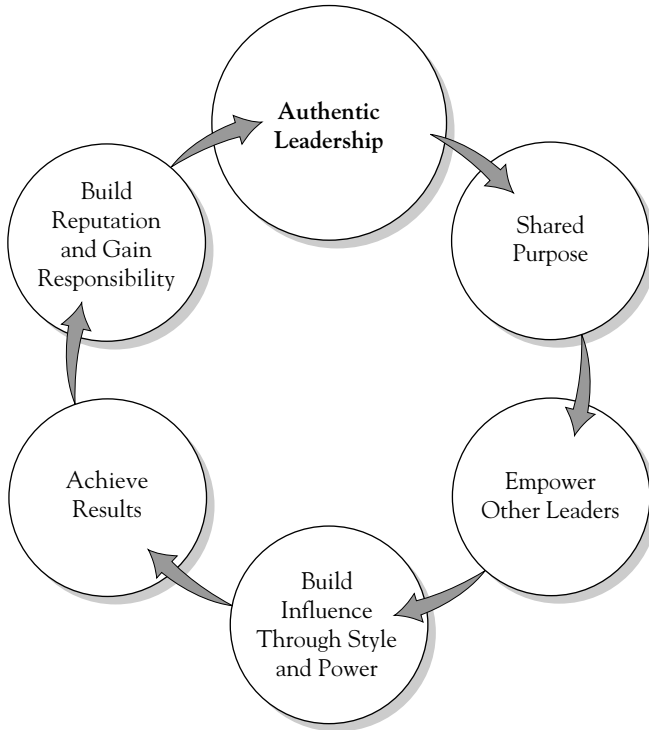 Authentic
Leadership
Shared
Purpose
Empower
Other Leaders
Build
Influence
Through Style
and Power
Achieve
Results
Build
Reputation
and Gain
Responsibility